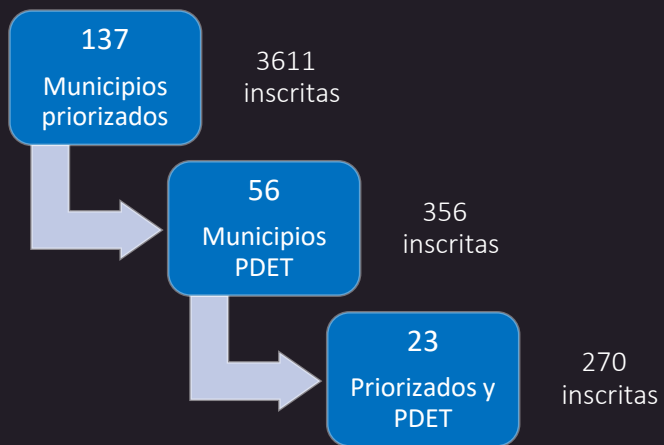 137
Municipios
priorizados
3611
inscritas
56
Municipios
PDET
356
inscritas
23
Priorizados y
PDET
270
inscritas